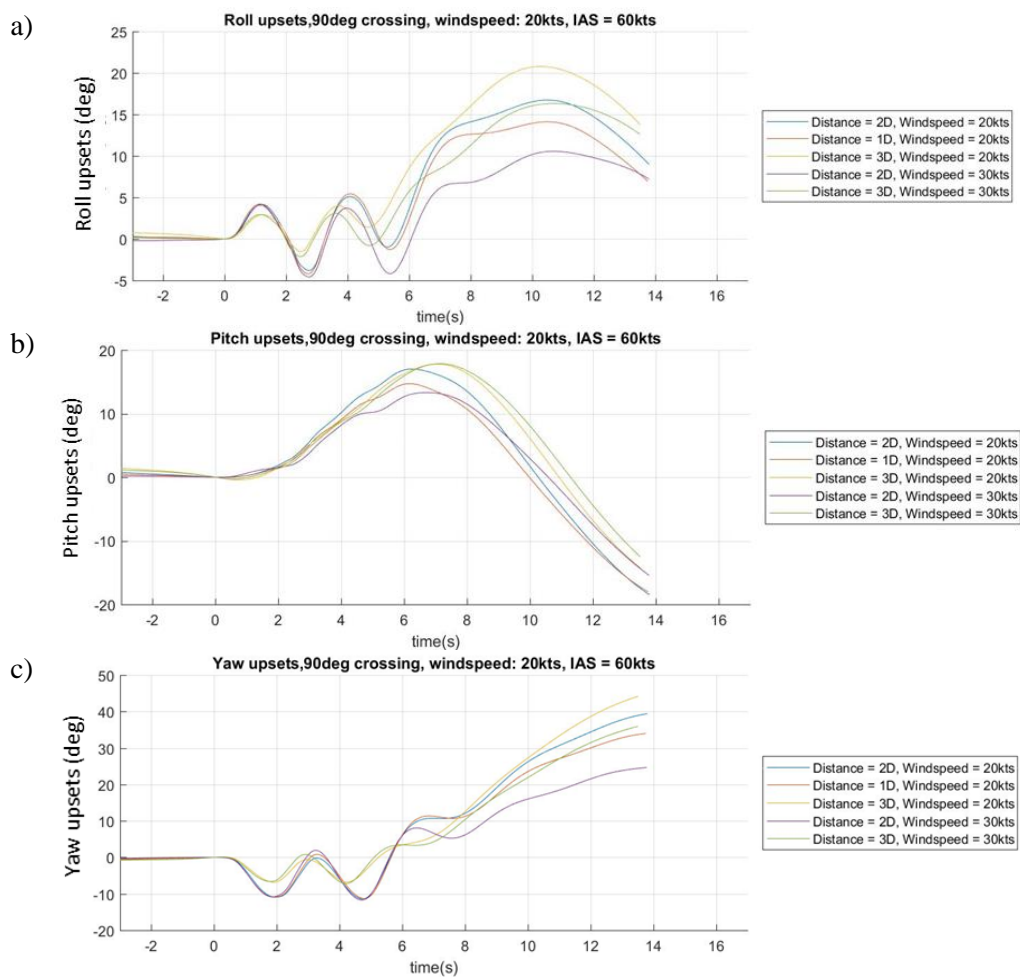 a)
Roll upsets,90deg crossing, windspeed: 20kts, IAS = 60kts
Roll upsets (deg)
25
20
15
10
5
0
-5
-2 0 2 4 6 8 10 12 14 16
time(s)
Distance = 2D, Windspeed = 20kts
Distance = 1D, Windspeed = 20kts
Distance = 3D, Windspeed = 20kts
Distance = 2D, Windspeed = 30kts
Distance = 3D, Windspeed = 30kts
b)
Pitch upsets,90deg crossing, windspeed: 20kts, IAS = 60kts
Pitch upsets (deg)
20
10
0
-10
-20
-2 0 2 4 6 8 10 12 14 16
time(s)
Distance = 2D, Windspeed = 20kts
Distance = 1D, Windspeed = 20kts
Distance = 3D, Windspeed = 20kts
Distance = 2D, Windspeed = 30kts
Distance = 3D, Windspeed = 30kts
c)
Yaw upsets,90deg crossing, windspeed: 20kts, IAS = 60kts
Yaw upsets (deg)
50
40
30
20
10
0
-10
-20
-2 0 2 4 6 8 10 12 14 16
time(s)
Distance = 2D, Windspeed = 20kts
Distance = 1D, Windspeed = 20kts
Distance = 3D, Windspeed = 20kts
Distance = 2D, Windspeed = 30kts
Distance = 3D, Windspeed = 30kts